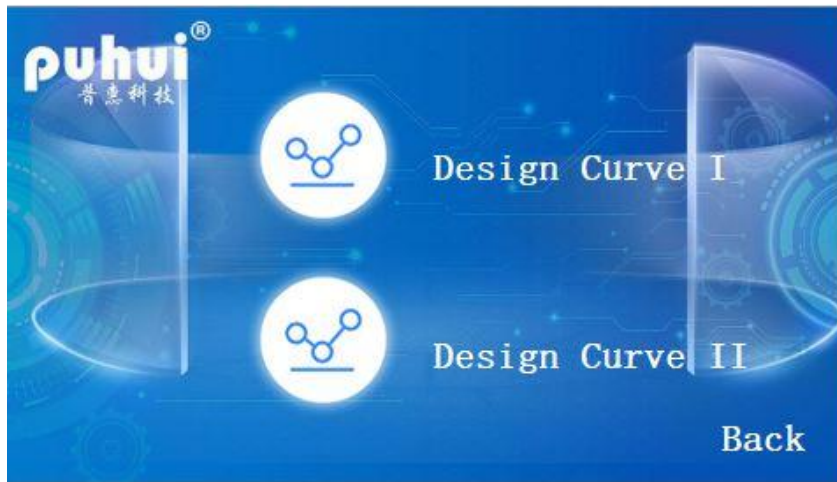 puhui®
普惠科技
Design Curve I
Design Curve II
Back